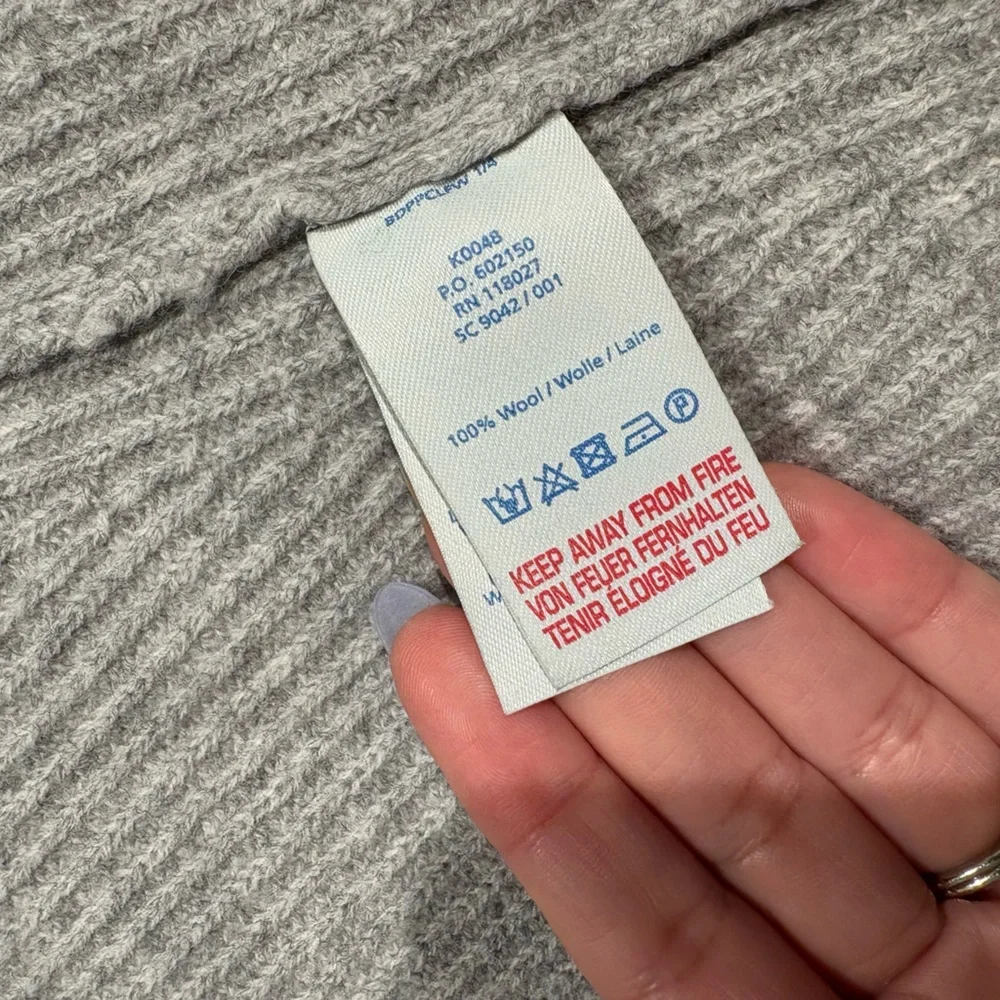 K0048
P.O. 602150
RN 118027
SC 9042 / 001
100% Wool / Wolle / Laine
P
KEEP AWAY FROM FIRE
VON FEUER FERNHALTEN
TENIR ÉLOIGNÉ DU FEU
W